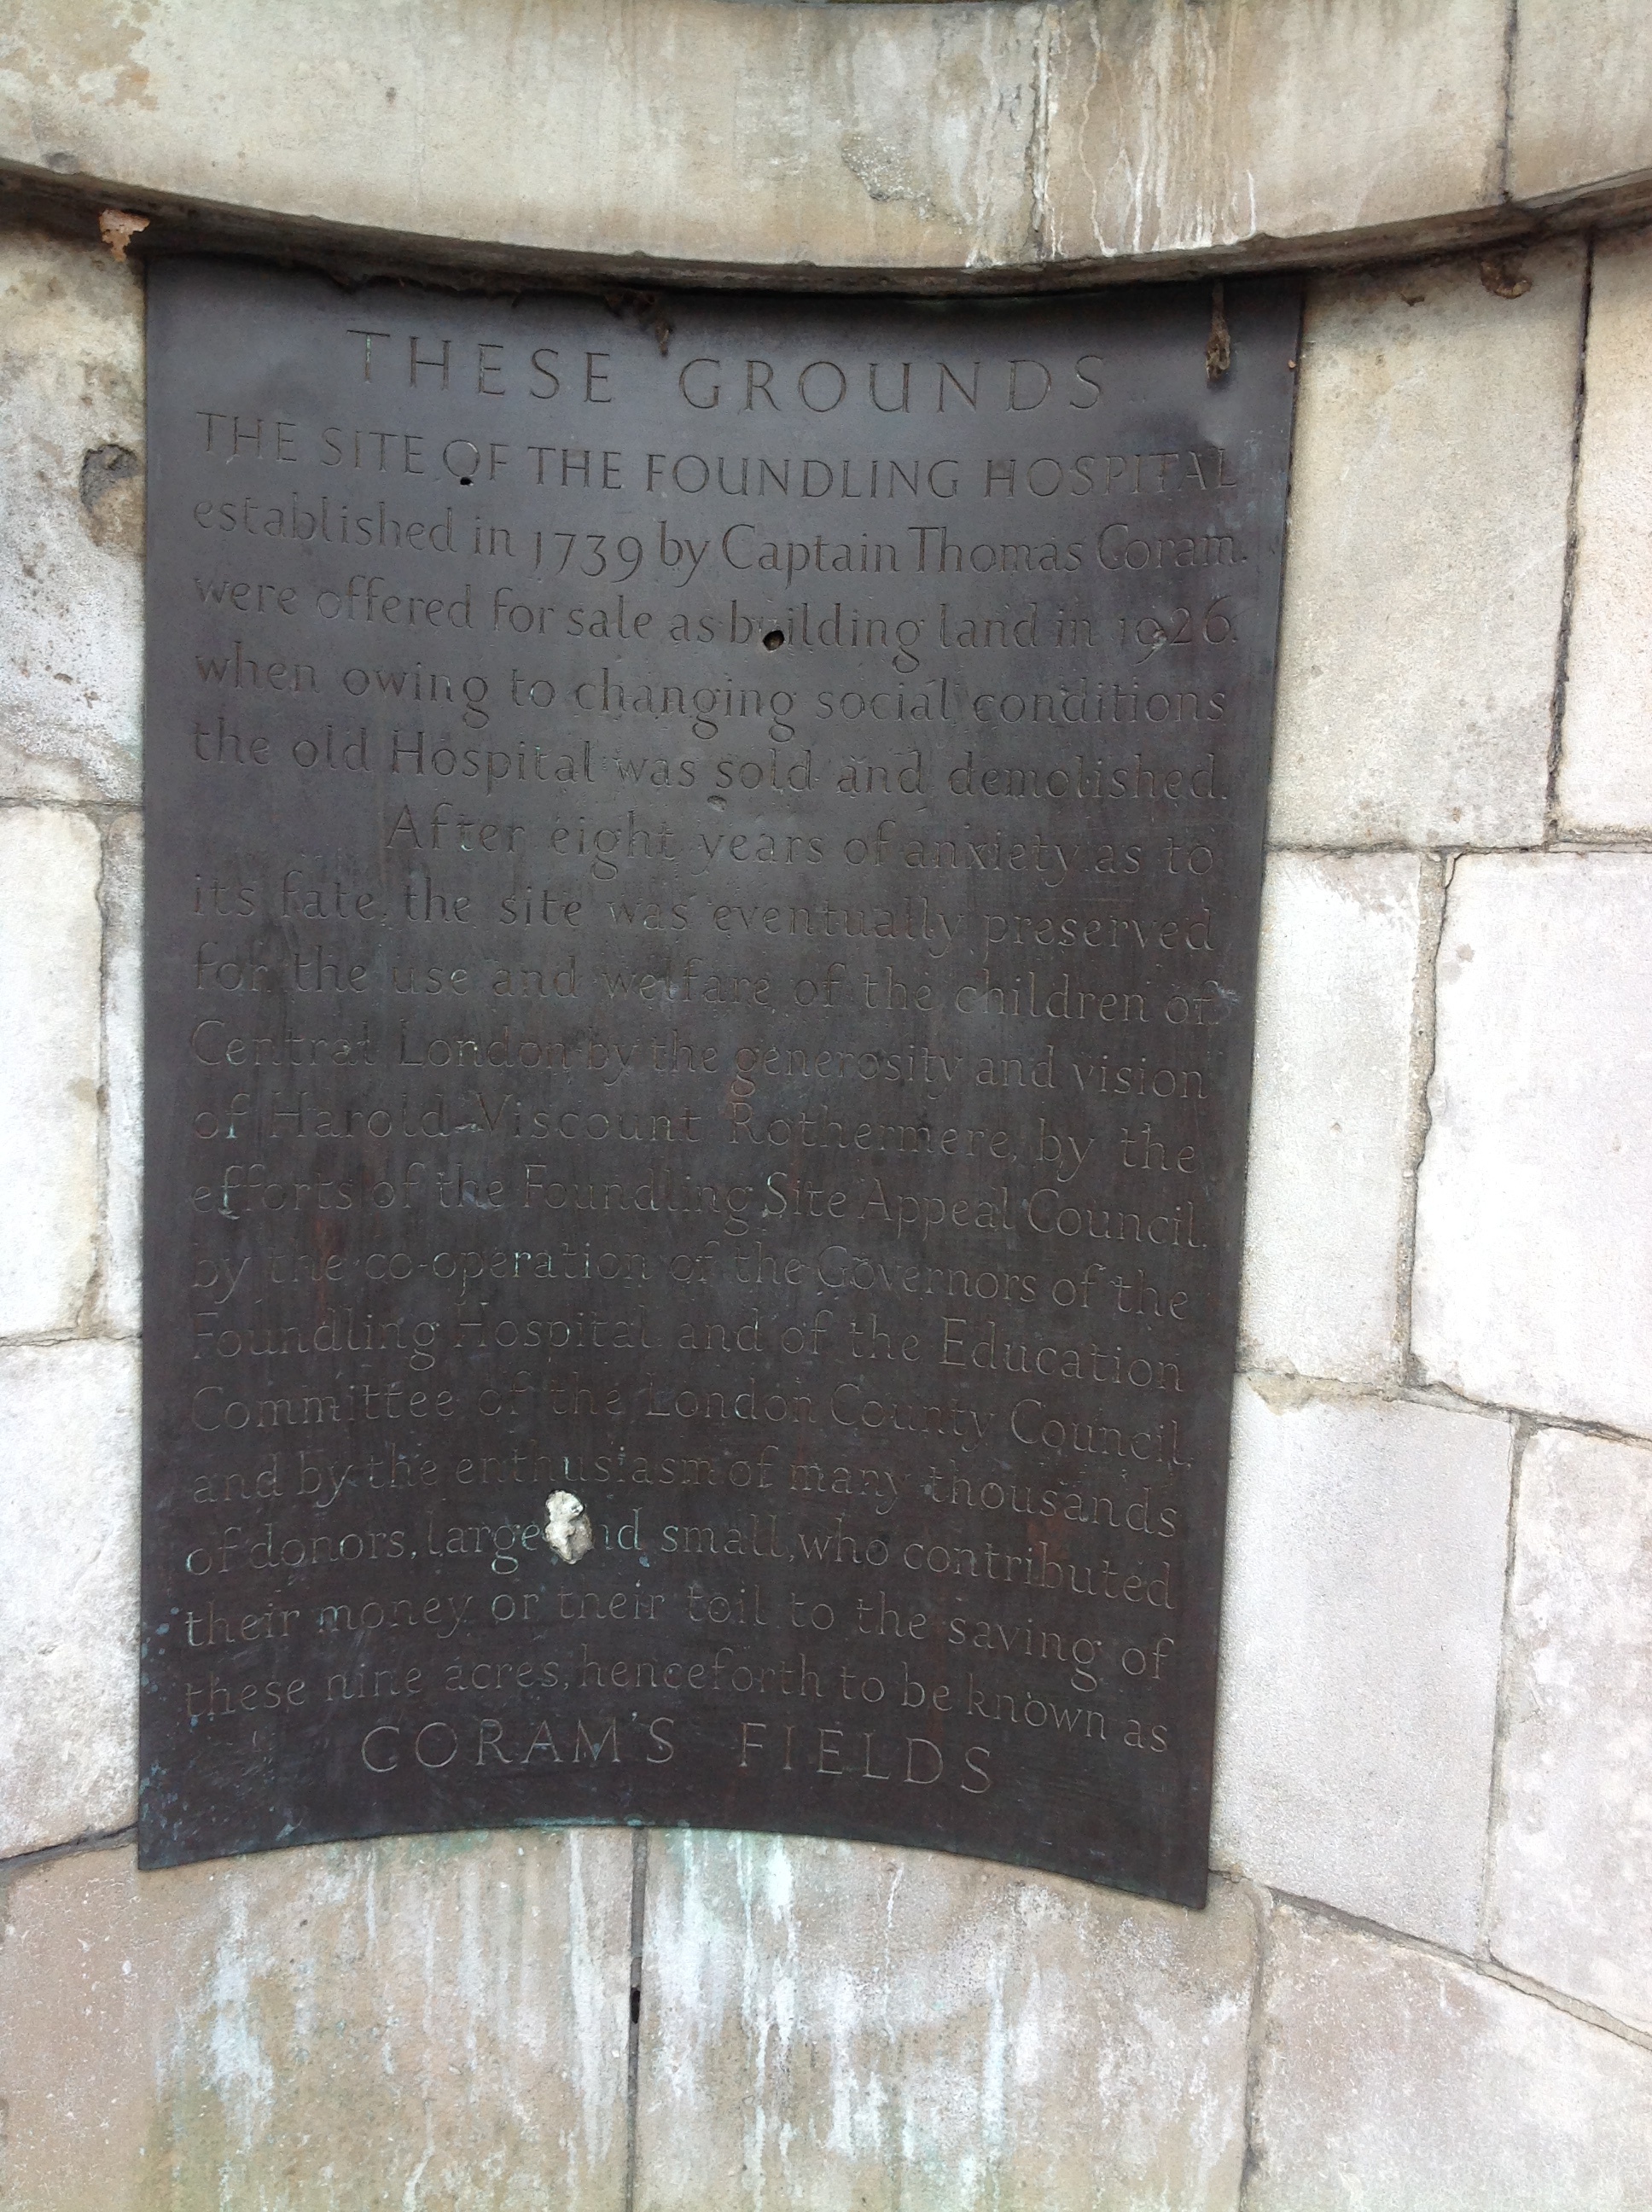 THESE GROUNDS
THE SITE OF THE FOUNDLING HOSPITAL
established in 1739 by Captain Thomas Coram.
were offered for sale as building land in 1926.
when owing to changing social conditions
the old Hospital was sold and demolished.
After eight years of anxiety as to
its fate, the site was eventually preserved
for the use and welfare of the children of
Central London by the generosity and vision
of Harold Viscount Rothermere, by the
efforts of the Foundling Site Appeal Council.
by the co-operation of the Governors of the
Foundling Hospital and of the Education
Committee of the London County Council,
and by the enthusiasm of many thousands
of donors, large and small, who contributed
their money or their toil to the saving of
these nine acres, henceforth to be known as
CORAM'S FIELDS